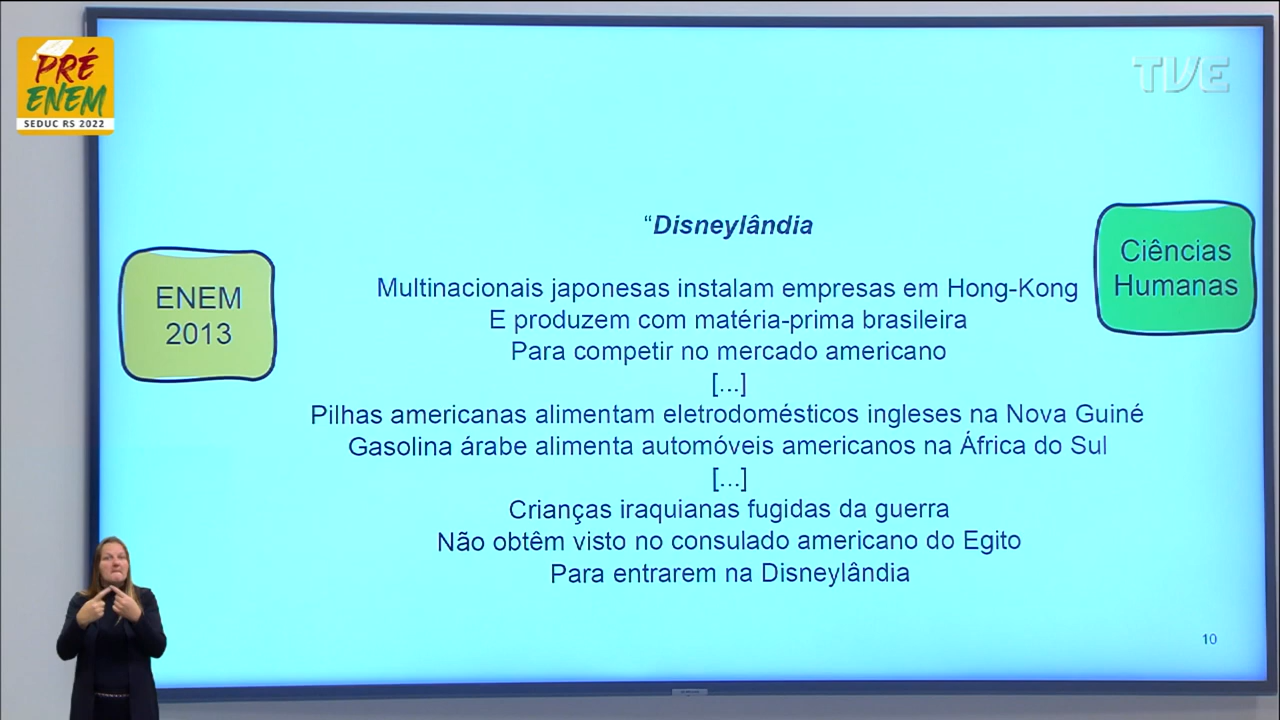 PRÉ
ENEM
SEDUC RS 2022
TVE
“Disneylândia
Ciências
Humanas
ENEM
2013
Multinacionais japonesas instalam empresas em Hong-Kong
E produzem com matéria-prima brasileira
Para competir no mercado americano
[...]
Pilhas americanas alimentam eletrodomésticos ingleses na Nova Guiné
Gasolina árabe alimenta automóveis americanos na África do Sul
[...]
Crianças iraquianas fugidas da guerra
Não obtêm visto no consulado americano do Egito
Para entrarem na Disneylândia
10